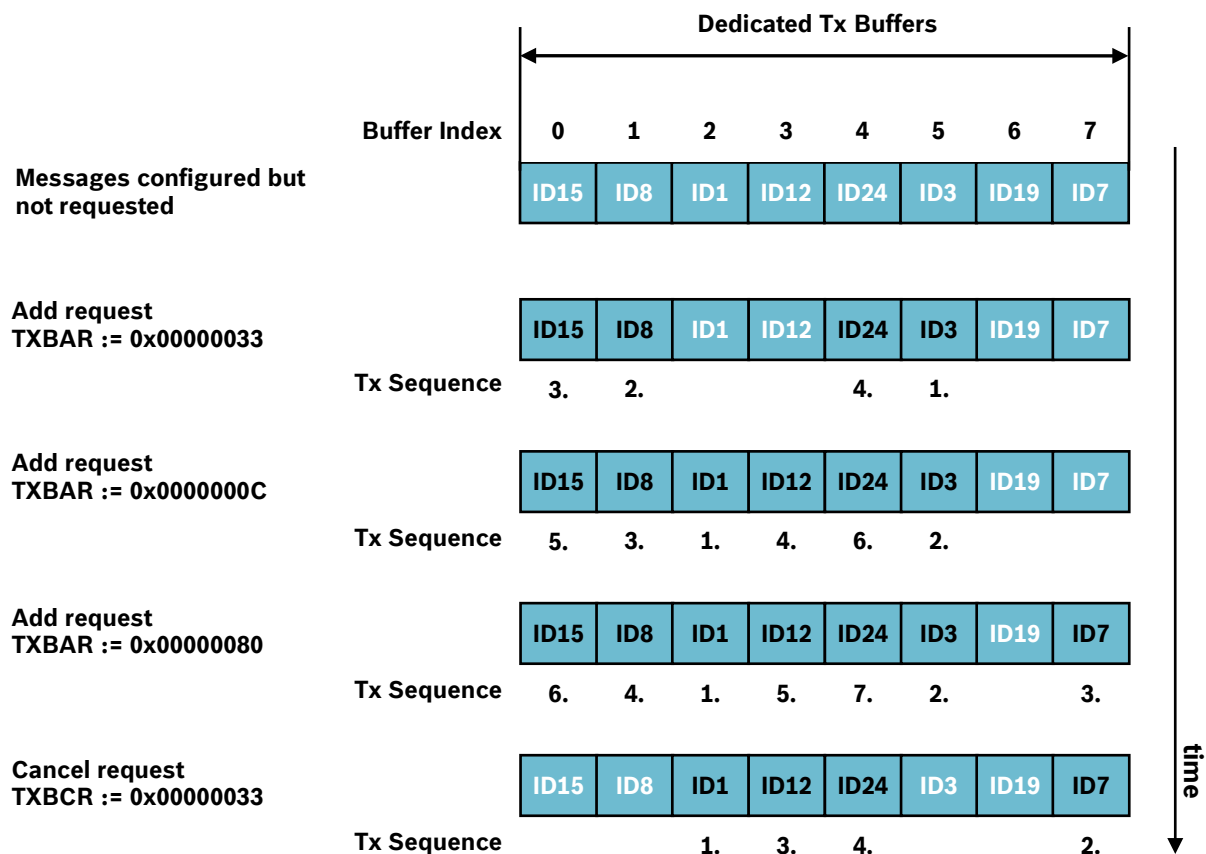 Dedicated Tx Buffers
Buffer Index 0 1 2 3 4 5 6 7
Messages configured but
not requested
ID15 ID8 ID1 ID12 ID24 ID3 ID19 ID7
Add request
TXBAR := 0x00000033
ID15 ID8 ID1 ID12 ID24 ID3 ID19 ID7
Tx Sequence 3. 2. 4. 1.
Add request
TXBAR := 0x0000000C
ID15 ID8 ID1 ID12 ID24 ID3 ID19 ID7
Tx Sequence 5. 3. 1. 4. 6. 2.
Add request
TXBAR := 0x00000080
ID15 ID8 ID1 ID12 ID24 ID3 ID19 ID7
Tx Sequence 6. 4. 1. 5. 7. 2. 3.
Cancel request
TXBCR := 0x00000033
ID15 ID8 ID1 ID12 ID24 ID3 ID19 ID7
Tx Sequence 1. 3. 4. 2.
time